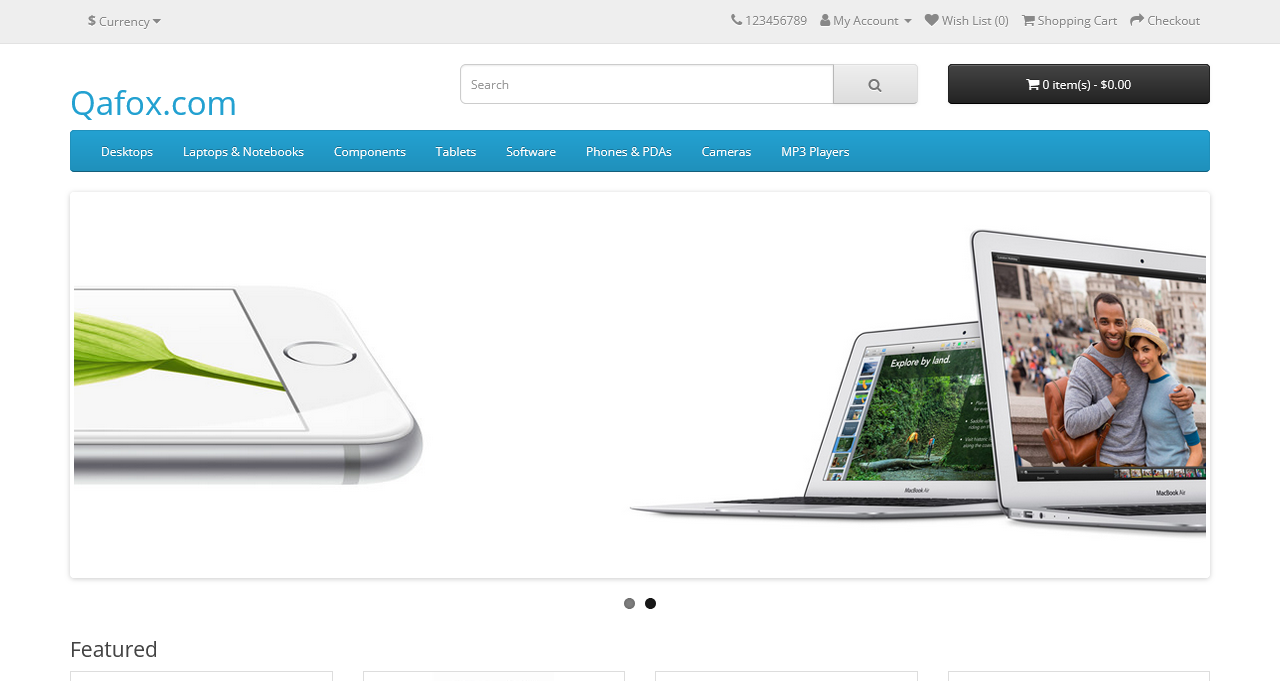 $ Currency
123456789 My Account Wish List (0) Shopping Cart Checkout
Search
0 item(s) - $0.00
Qafox.com
Desktops Laptops & Notebooks Components Tablets Software Phones & PDAs Cameras MP3 Players
Explore by land.
MacBook Air
MacBook Air
Featured